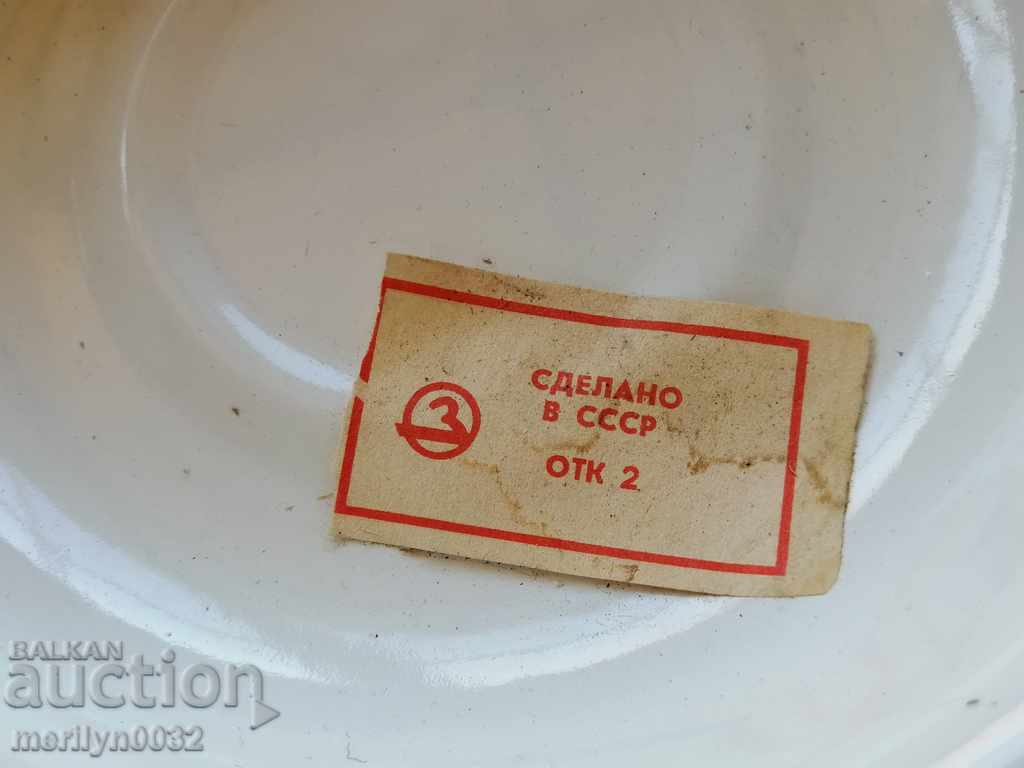 З
СДЕЛАНО
В СССР
ОТК 2
BALKAN
auction
merilyn0032